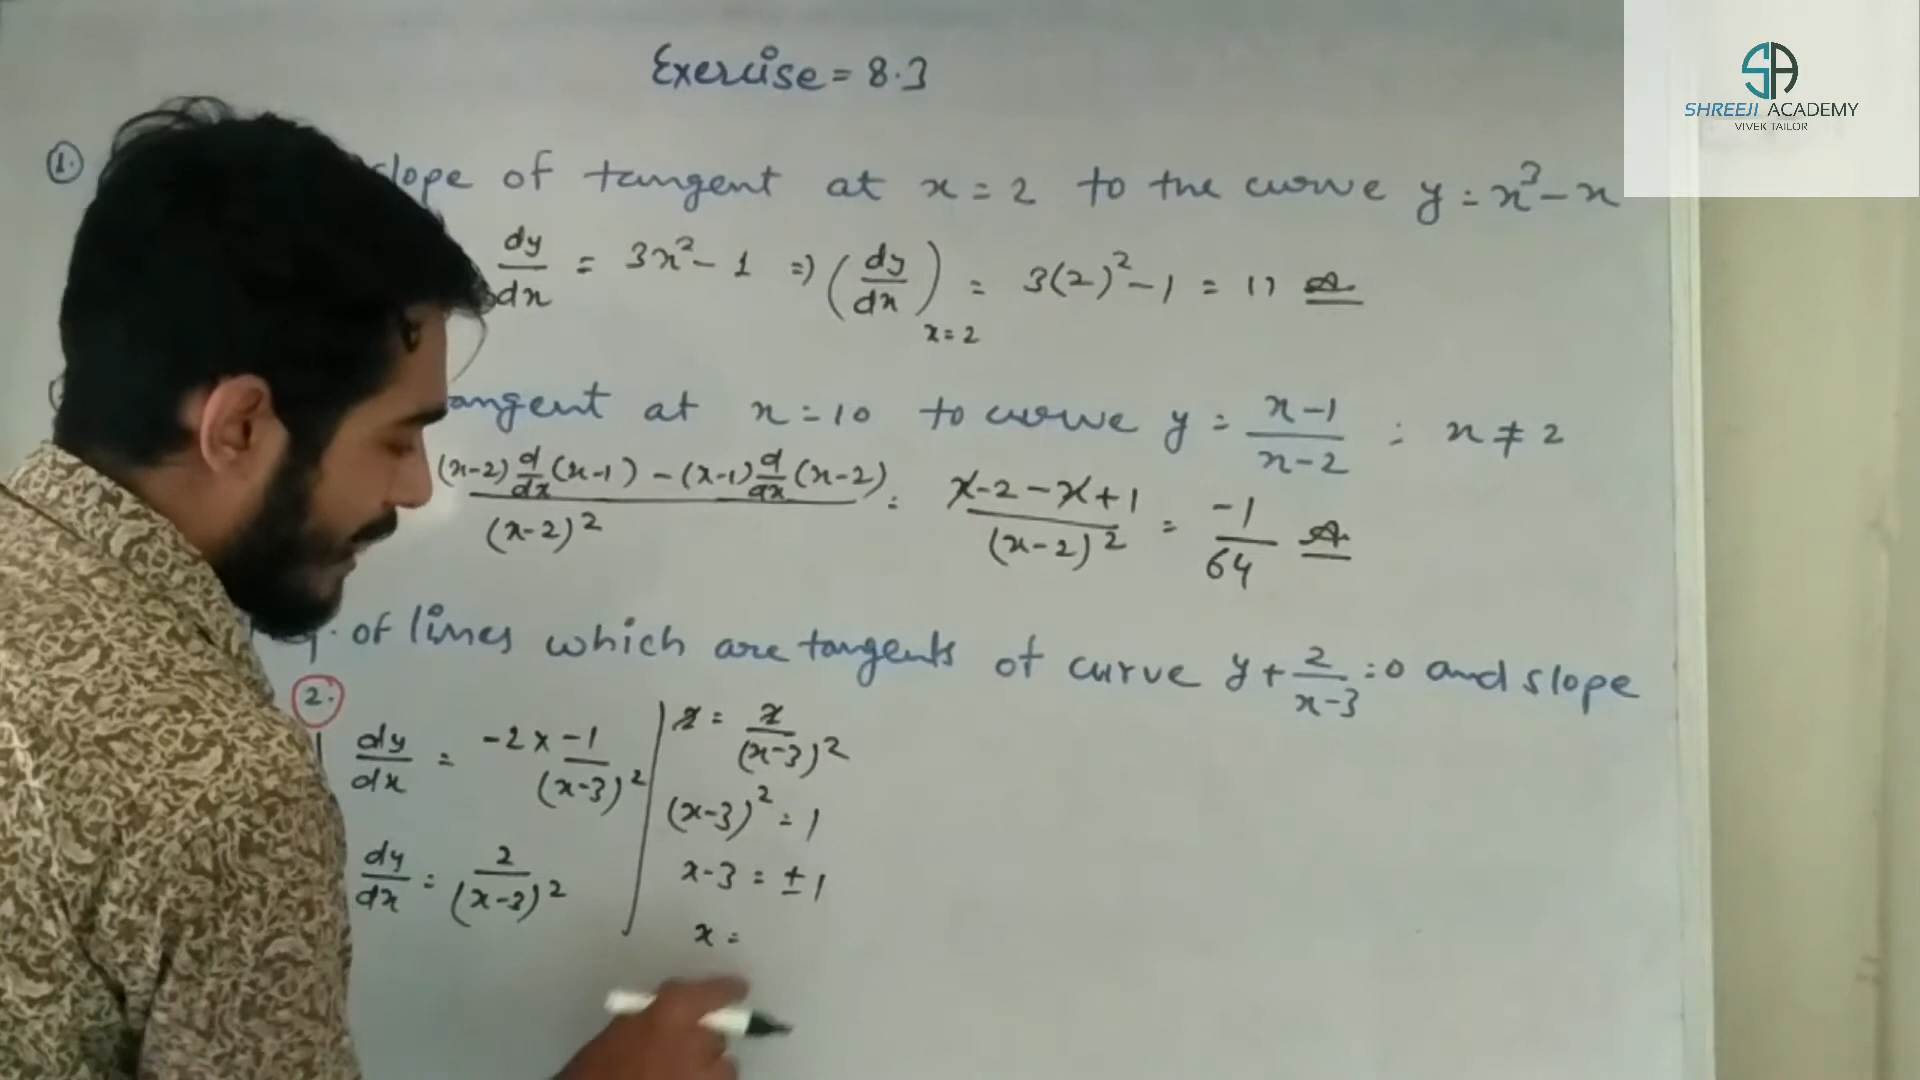 Exercise = 8.3
SA
SHREEJI ACADEMY
VIVEK TAILOR
1. slope of tangent at x = 2 to the curve y = x³ - x
dy/dx = 3x² - 1 => (dy/dx) x=2 = 3(2)² - 1 = 11
tangent at x = 10 to curve y = x-1/x-2 : x ≠ 2
(x-2) d/dx (x-1) - (x-1) d/dx (x-2) / (x-2)² = x-2-x+1 / (x-2)² = -1/64
of lines which are tangents of curve y + 2/x-3 = 0 and slope
2.
dy/dx = -2 x -1/(x-3)²
dy/dx = 2/(x-3)²
2 = 2/(x-3)²
(x-3)² = 1
x-3 = ± 1
x =